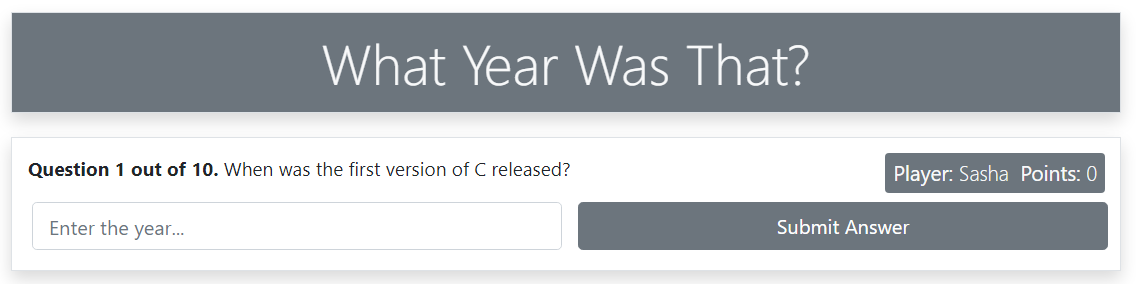 What Year Was That?
Question 1 out of 10. When was the first version of C released?
Player: Sasha Points: 0
Enter the year...
Submit Answer